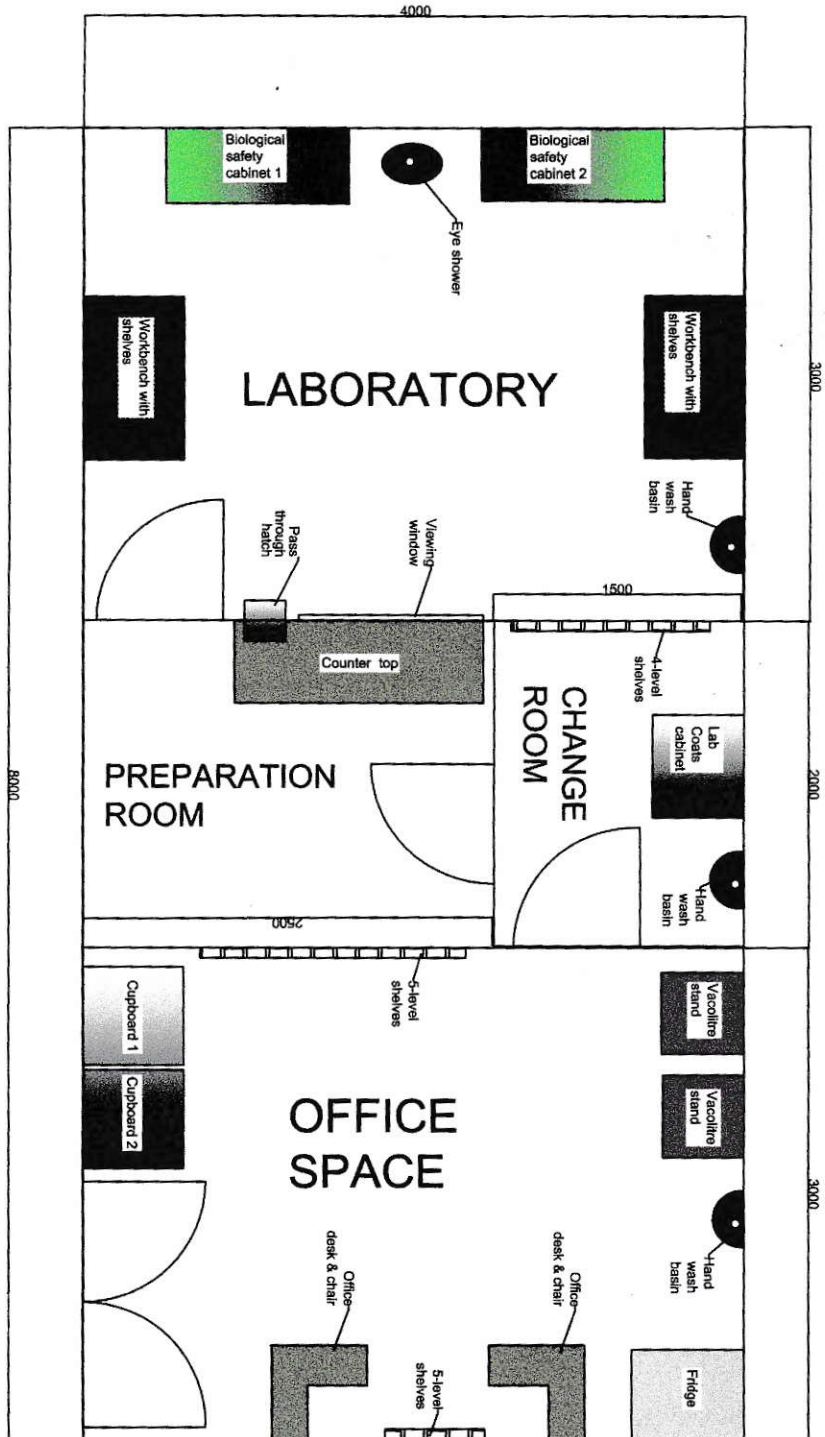 4000
Biological
safety
cabinet 1
Biological
safety
cabinet 2
Eye shower
Workbench with
shelves
LABORATORY
Workbench with
shelves
3000
Hand
wash
basin
Pass
through
hatch
Viewing
window
1500
Counter top
4-level
shelves
CHANGE
ROOM
Lab
Coats
cabinet
PREPARATION
ROOM
8000
2000
Hand
wash
basin
2500
5-level
shelves
Cupboard 1
Vacolitre
stand
Cupboard 2
Vacolitre
stand
OFFICE
SPACE
3000
Hand
wash
basin
Office
desk & chair
Office
desk & chair
5-level
shelves
Fridge